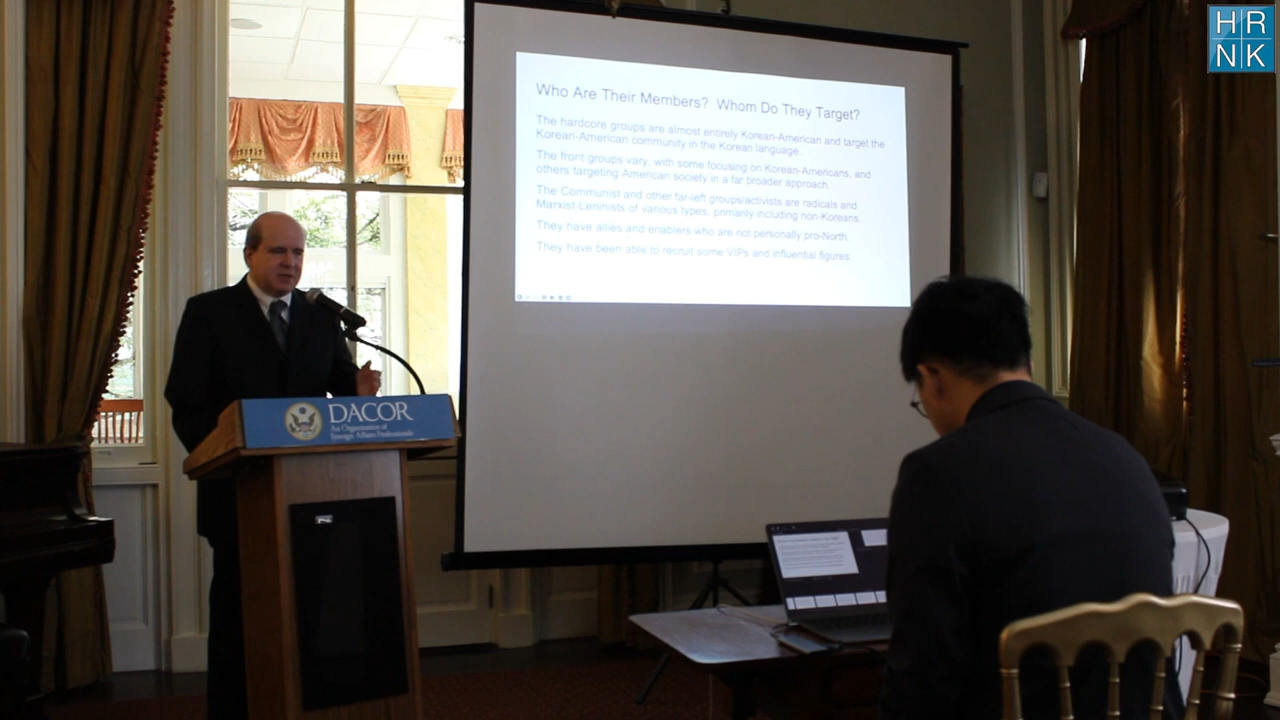 HR
NK
Who Are Their Members? Whom Do They Target?
The hardcore groups are almost entirely Korean-American and target the
Korean-American community in the Korean language.
The front groups vary, with some focusing on Korean-Americans, and
others targeting American society in a far broader approach.
The Communist and other far-left groups/activists are radicals and
Marxist-Leninists of various types, primarily including non-Koreans.
They have allies and enablers who are not personally pro-North.
They have been able to recruit some VIPs and influential figures.
DACOR
An Organization of
Foreign Affairs Professionals